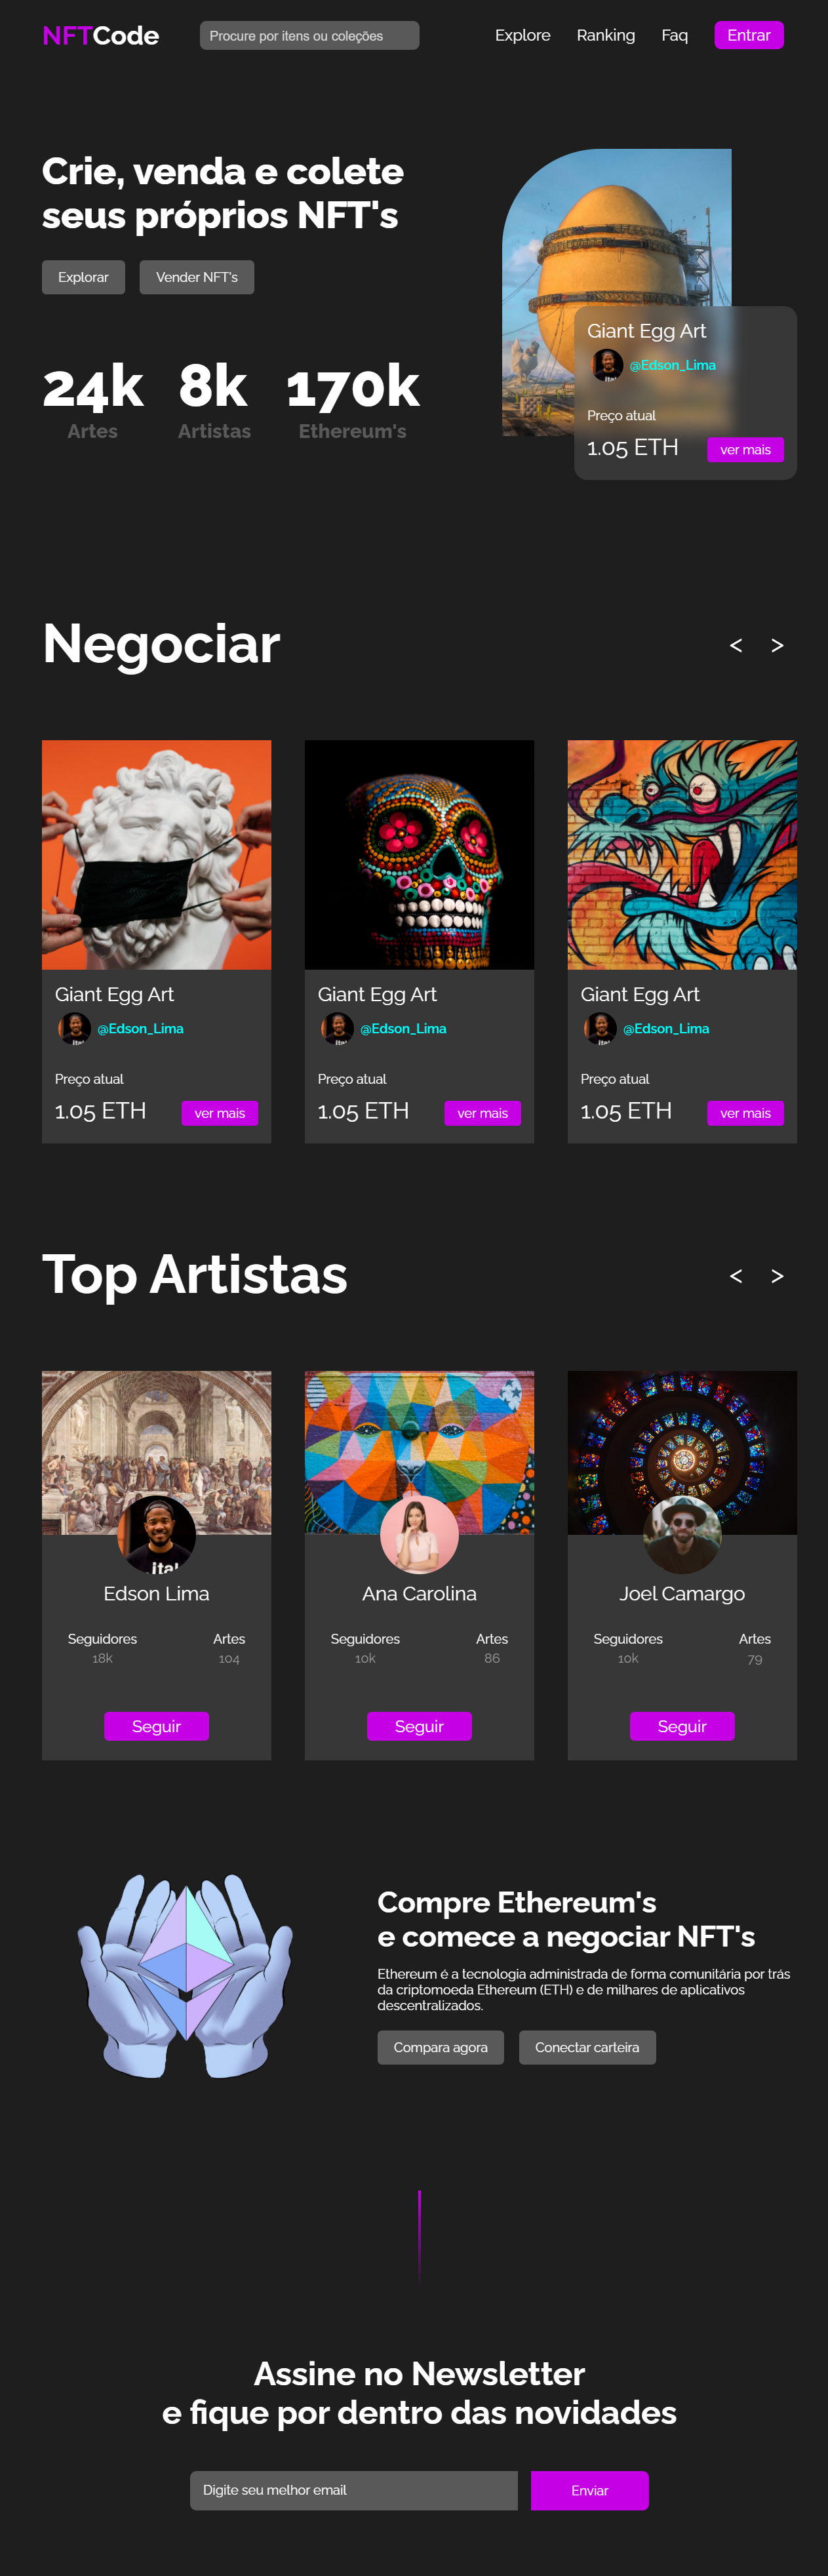 NFTCode
Procure por itens ou coleções
Explore
Ranking
Faq
Entrar
Crie, venda e colete
seus próprios NFT's
Explorar
Vender NFT's
24k
8k
170k
Artes
Artistas
Ethereum's
Giant Egg Art
@Edson_Lima
Preço atual
1.05 ETH
ver mais
Negociar
<
>
Giant Egg Art
@Edson_Lima
Preço atual
1.05 ETH
ver mais
Giant Egg Art
@Edson_Lima
Preço atual
1.05 ETH
ver mais
Giant Egg Art
@Edson_Lima
Preço atual
1.05 ETH
ver mais
Top Artistas
<
>
Edson Lima
Seguidores
Artes
18k
104
Seguir
Ana Carolina
Seguidores
Artes
10k
86
Seguir
Joel Camargo
Seguidores
Artes
10k
79
Seguir
Compre Ethereum's
e comece a negociar NFT's
Ethereum é a tecnologia administrada de forma comunitária por trás
da criptomoeda Ethereum (ETH) e de milhares de aplicativos
descentralizados.
Compara agora
Conectar carteira
Assine no Newsletter
e fique por dentro das novidades
Digite seu melhor email
Enviar